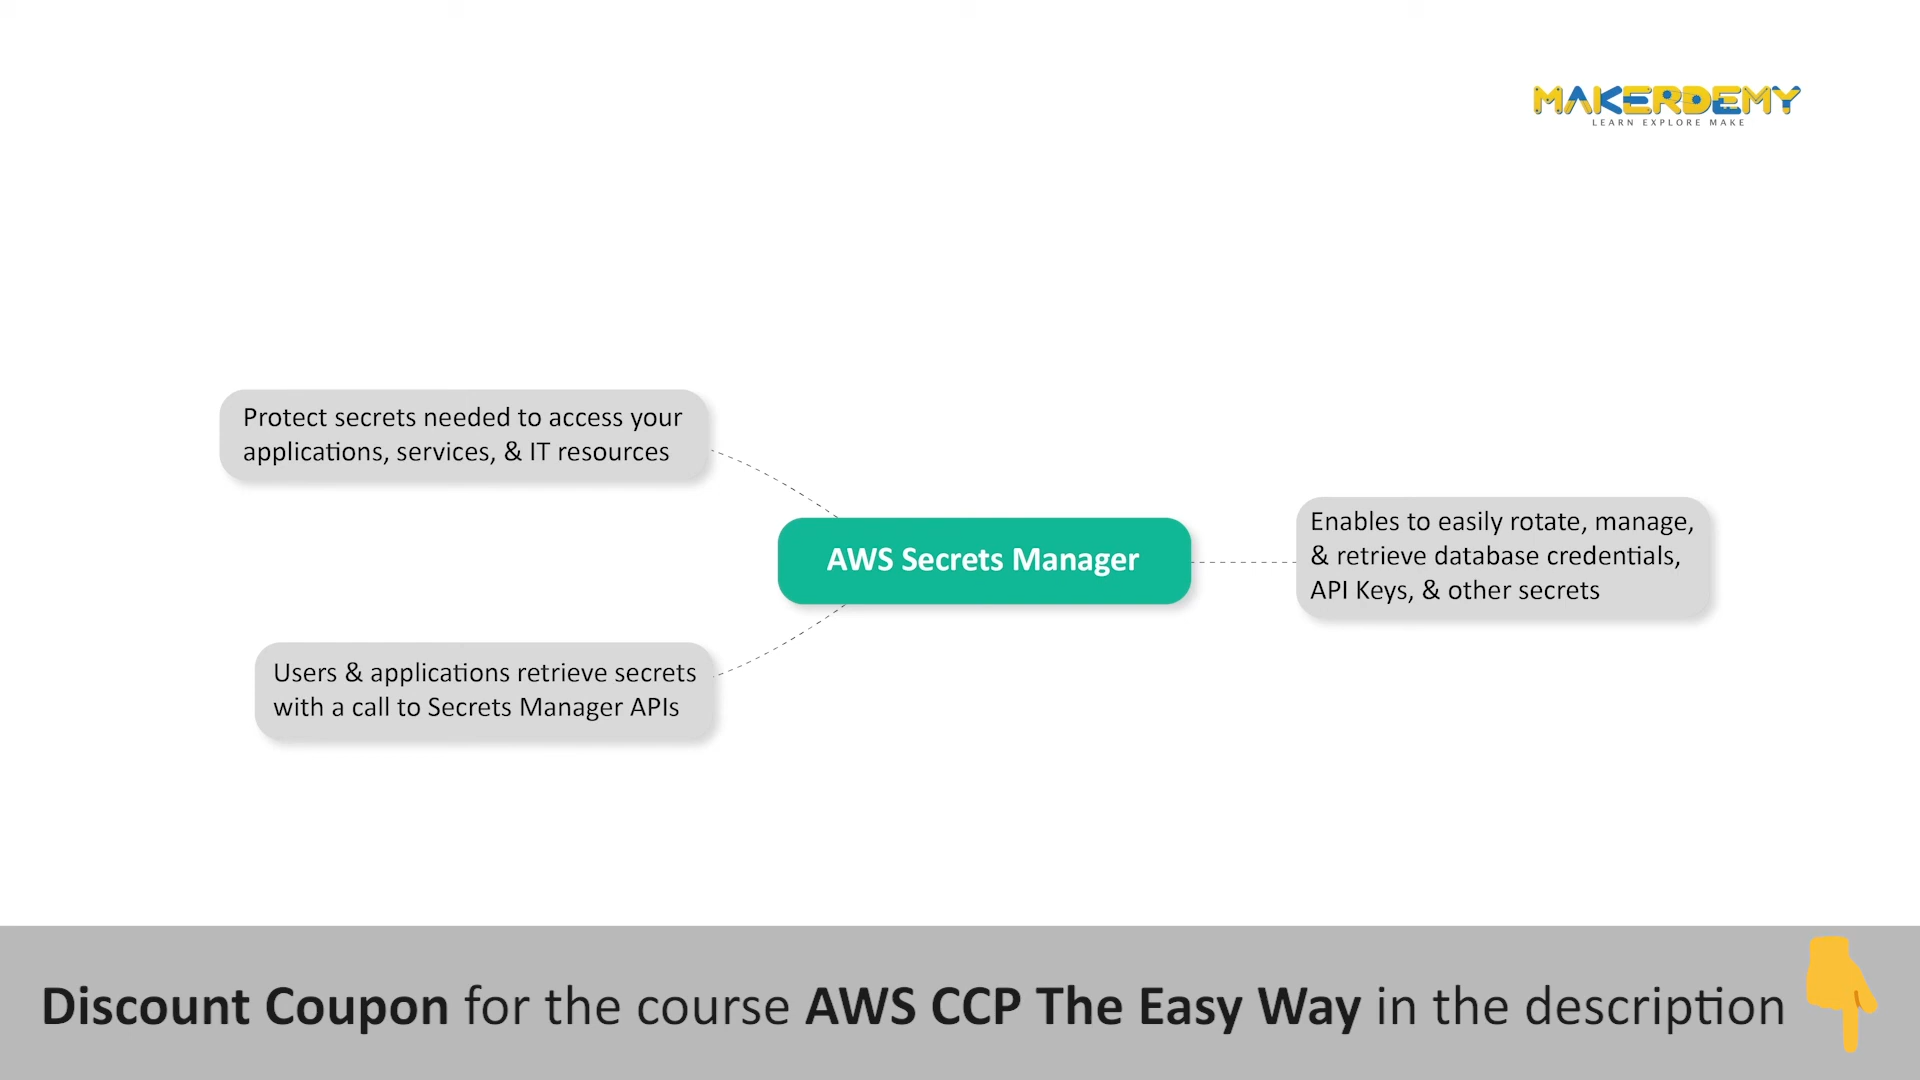 MAKERDEMY
LEARN EXPLORE MAKE
Protect secrets needed to access your
applications, services, & IT resources
AWS Secrets Manager
Enables to easily rotate, manage,
& retrieve database credentials,
API Keys, & other secrets
Users & applications retrieve secrets
with a call to Secrets Manager APIs
Discount Coupon for the course AWS CCP The Easy Way in the description